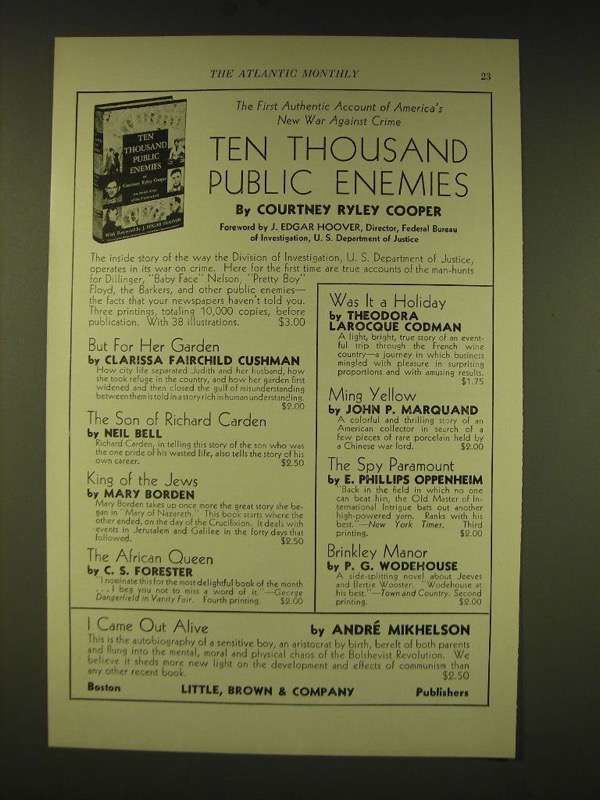 THE ATLANTIC MONTHLY 23
The First Authentic Account of America's
New War Against Crime
TEN
THOUSAND
PUBLIC
ENEMIES
Courtney Ryley Cooper
With Foreword by J. EDGAR HOOVER
TEN THOUSAND
PUBLIC ENEMIES
By COURTNEY RYLEY COOPER
Foreword by J. EDGAR HOOVER, Director, Federal Bureau
of Investigation, U. S. Department of Justice
The inside story of the way the Division of Investigation, U. S. Department of Justice,
operates in its war on crime. Here for the first time are true accounts of the man-hunts
for Dillinger, "Baby Face" Nelson, "Pretty Boy"
Floyd, the Barkers, and other public enemies—
the facts that your newspapers haven't told you.
Three printings, totaling 10,000 copies, before
publication. With 38 illustrations. $3.00
But For Her Garden
by CLARISSA FAIRCHILD CUSHMAN
How city life separated Judith and her husband, how
she took refuge in the country, and how her garden first
widened and then closed the gulf of misunderstanding
between them is told in a story rich in human understanding.
$2.00
The Son of Richard Carden
by NEIL BELL
Richard Carden, in telling this story of the son who was
the one pride of his wasted life, also tells the story of his
own career. $2.50
King of the Jews
by MARY BORDEN
Mary Borden takes up once more the great story she be-
gan in "Mary of Nazareth." This book starts where the
other ended, on the day of the Crucifixion. It deals with
events in Jerusalem and Galilee in the forty days that
followed. $2.50
The African Queen
by C. S. FORESTER
"I nominate this for the most delightful book of the month
. . . I beg you not to miss a word of it."—George
Dangerfield in Vanity Fair. Fourth printing. $2.00
Was It a Holiday
by THEODORA
LAROCQUE CODMAN
A light, bright, true story of an event-
ful trip through the French wine
country—a journey in which business
mingled with pleasure in surprising
proportions and with amusing results.
$1.75
Ming Yellow
by JOHN P. MARQUAND
A colorful and thrilling story of an
American collector in search of a
few pieces of rare porcelain held by
a Chinese war lord. $2.00
The Spy Paramount
by E. PHILLIPS OPPENHEIM
"Back in the field in which no one
can beat him, the Old Master of In-
ternational Intrigue bats out another
high-powered yarn. Ranks with his
best."—New York Times. Third
printing. $2.00
Brinkley Manor
by P. G. WODEHOUSE
A side-splitting novel about Jeeves
and Bertie Wooster. "Wodehouse at
his best."—Town and Country. Second
printing. $2.00
I Came Out Alive by ANDRÉ MIKHELSON
This is the autobiography of a sensitive boy, an aristocrat by birth, bereft of both parents
and flung into the mental, moral and physical chaos of the Bolshevist Revolution. We
believe it sheds more new light on the development and effects of communism than
any other recent book. $2.50
Boston LITTLE, BROWN & COMPANY Publishers